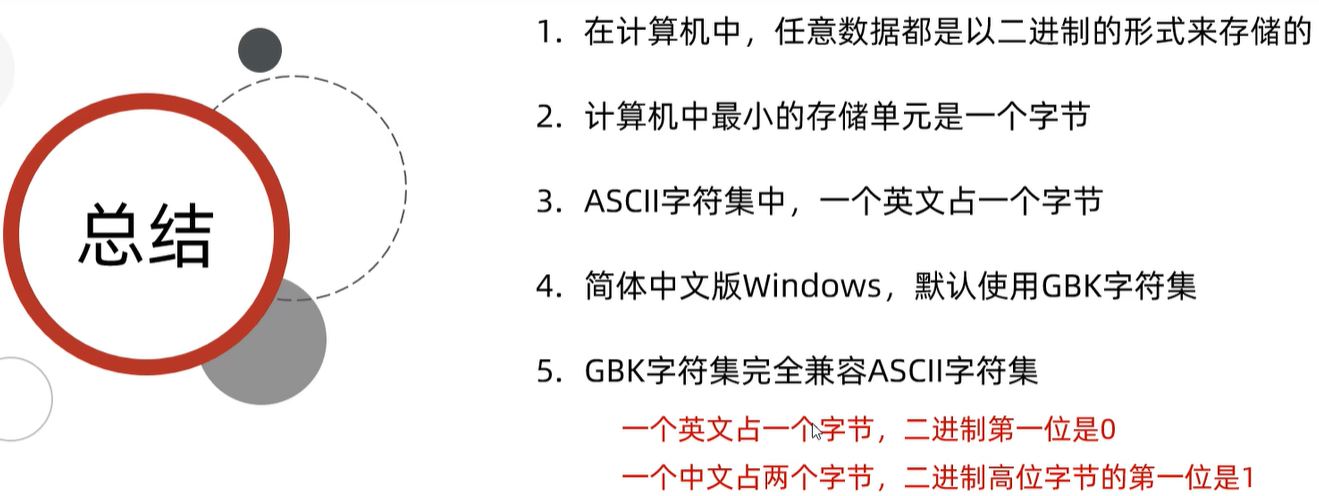 总结
1. 在计算机中，任意数据都是以二进制的形式来存储的
2. 计算机中最小的存储单元是一个字节
3. ASCII字符集中，一个英文占一个字节
4. 简体中文版Windows，默认使用GBK字符集
5. GBK字符集完全兼容ASCII字符集
一个英文占一个字节，二进制第一位是0
一个中文占两个字节，二进制高位字节的第一位是1